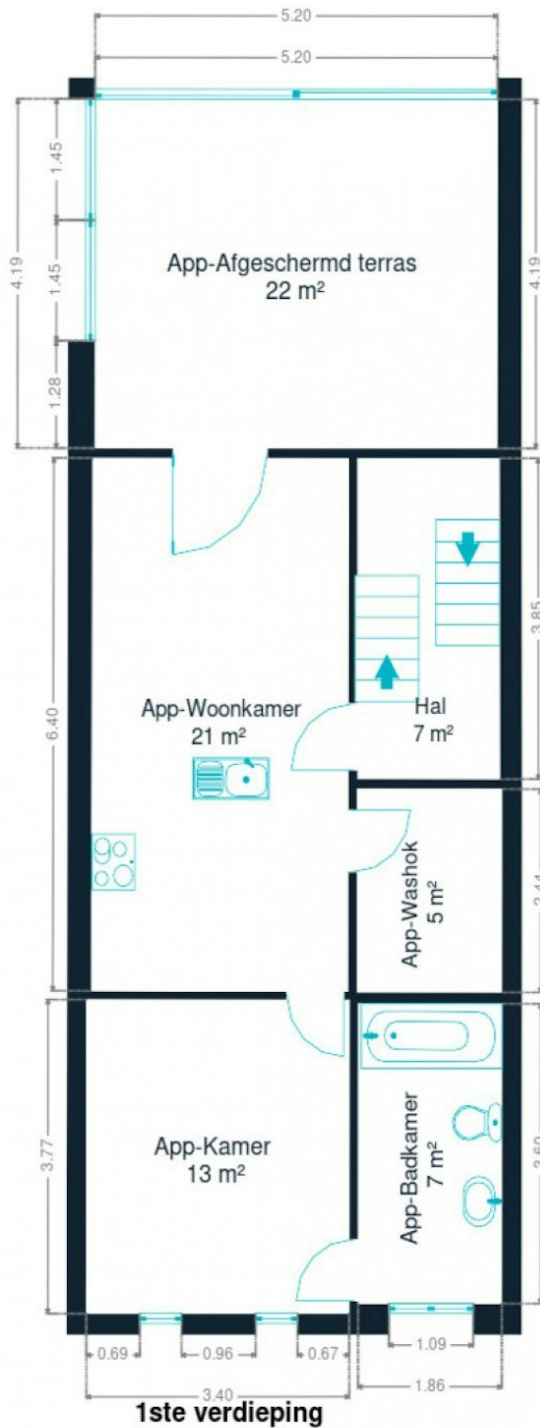 5.20
5.20
1.45
4.19
1.45
1.28
4.19
App-Afgeschermd terras
22 m²
6.40
3.85
App-Woonkamer
21 m²
Hal
7 m²
App-Washok
5 m²
3.77
App-Kamer
13 m²
App-Badkamer
7 m²
0.69
0.96
0.67
1.09
3.40
1.86
1ste verdieping